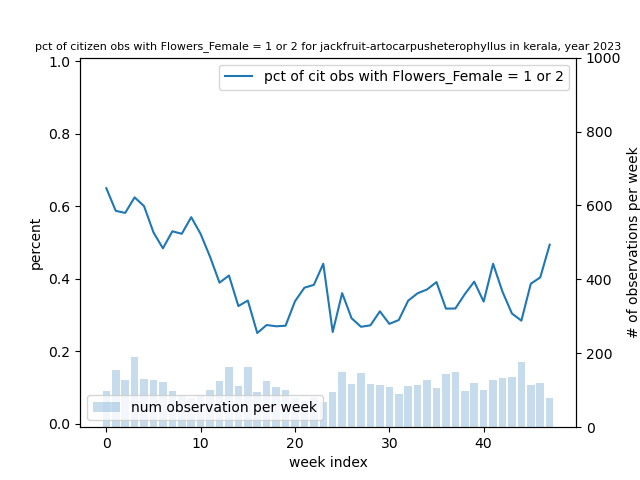 pct of citizen obs with Flowers_Female = 1 or 2 for jackfruit-artocarpusheterophyllus in kerala, year 2023
1.0
0.8
0.6
0.4
0.2
0.0
percent
pct of cit obs with Flowers_Female = 1 or 2
num observation per week
1000
800
600
400
200
0
# of observations per week
0 10 20 30 40
week index